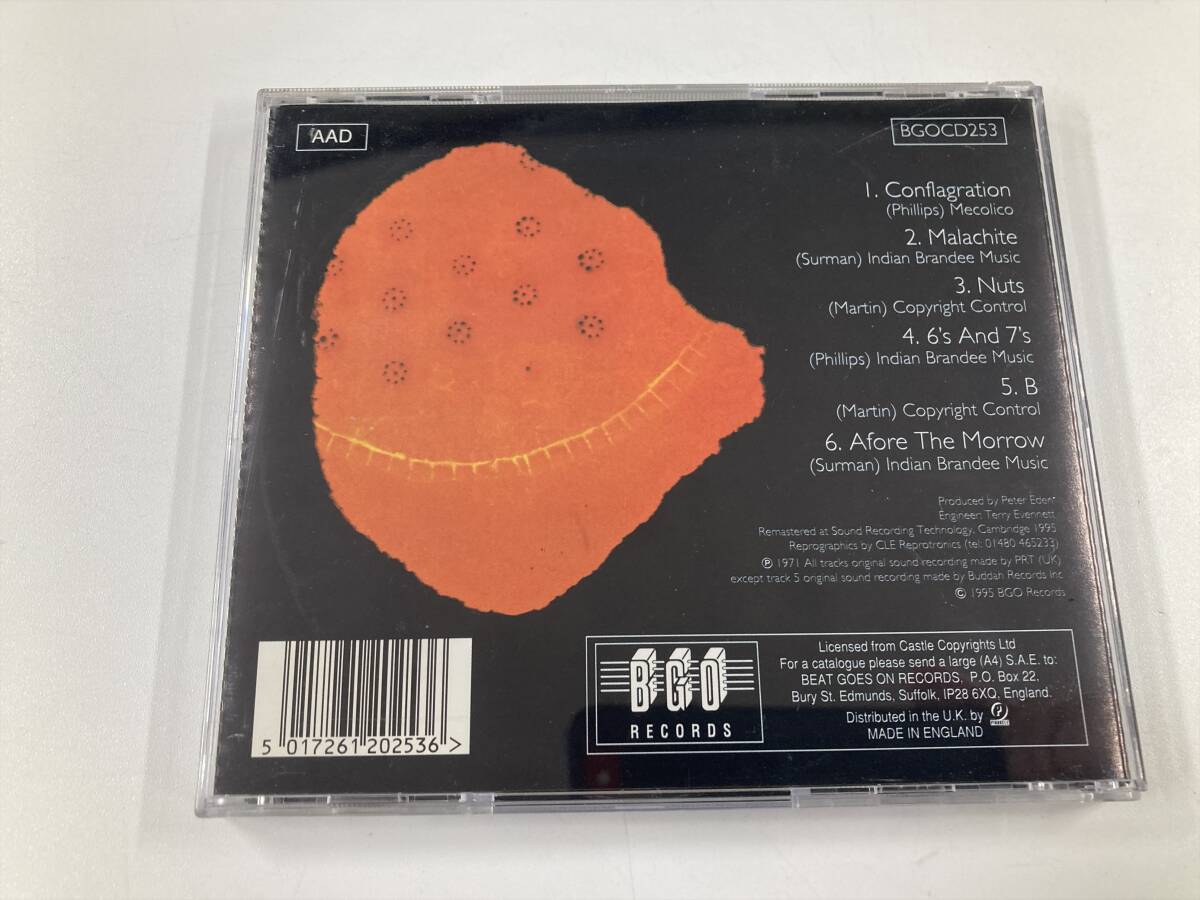 AAD
BGOCD253
1. Conflagration
(Phillips) Mecolico
2. Malachite
(Surman) Indian Brandee Music
3. Nuts
(Martin) Copyright Control
4. 6's And 7's
(Phillips) Indian Brandee Music
5. B
(Martin) Copyright Control
6. Afore The Morrow
(Surman) Indian Brandee Music
Produced by Peter Eden
Engineer: Terry Evennett
Remastered at Sound Recording Technology, Cambridge 1995
Reprographics by CLE Reprotronics (tel: 01480 465233)
℗ 1971 All tracks original sound recording made by PRT (UK)
except track 5 original sound recording made by Buddah Records Inc
© 1995 BGO Records
5 017261 202536 >
BGO
RECORDS
Licensed from Castle Copyrights Ltd
For a catalogue please send a large (A4) S.A.E. to:
BEAT GOES ON RECORDS, P.O. Box 22,
Bury St. Edmunds, Suffolk, IP28 6XQ, England.
Distributed in the U.K. by
MADE IN ENGLAND